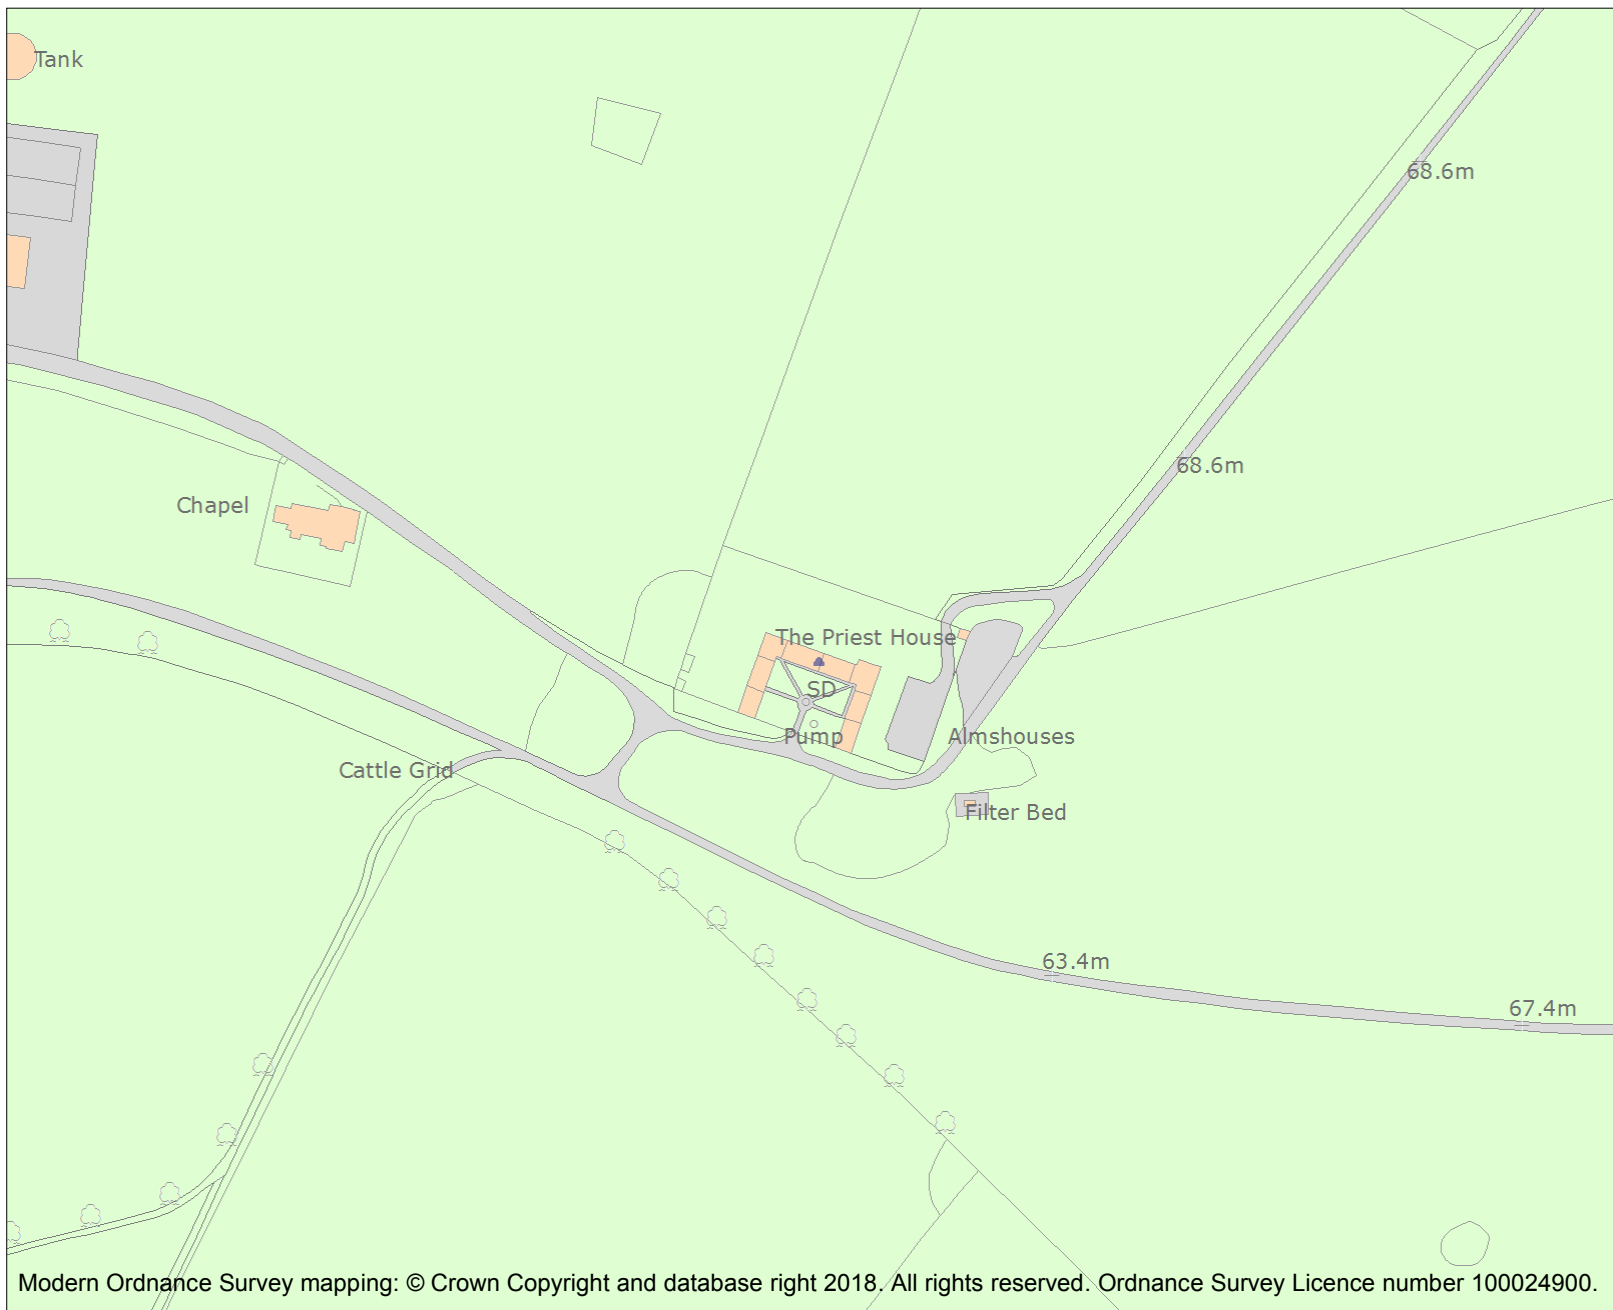 Tank
68.6m
68.6m
Chapel
The Priest House
SD
Pump
Almshouses
Cattle Grid
Filter Bed
63.4m
67.4m
Modern Ordnance Survey mapping: © Crown Copyright and database right 2018. All rights reserved. Ordnance Survey Licence number 100024900.